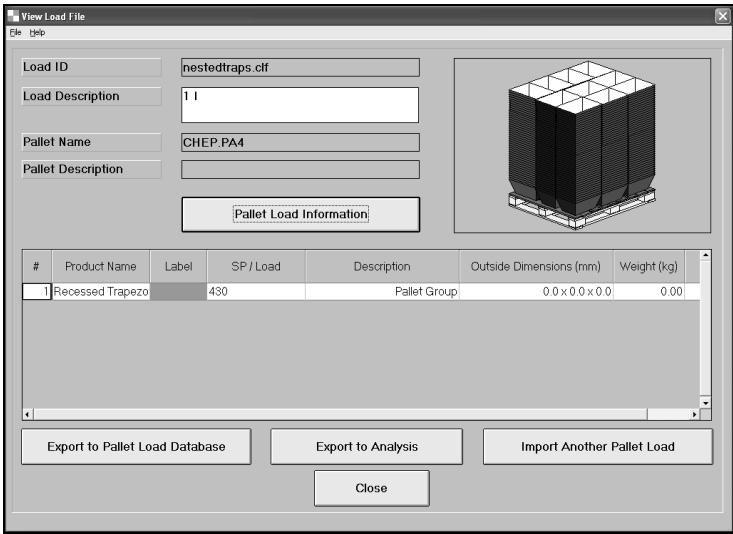 View Load File
File Help
Load ID nestedtraps.clf
Load Description 1 l
Pallet Name CHEP.PA4
Pallet Description
Pallet Load Information
# Product Name Label SP / Load Description Outside Dimensions (mm) Weight (kg)
1 Recessed Trapezo 430 Pallet Group 0.0 x 0.0 x 0.0 0.00
Export to Pallet Load Database Export to Analysis Import Another Pallet Load
Close